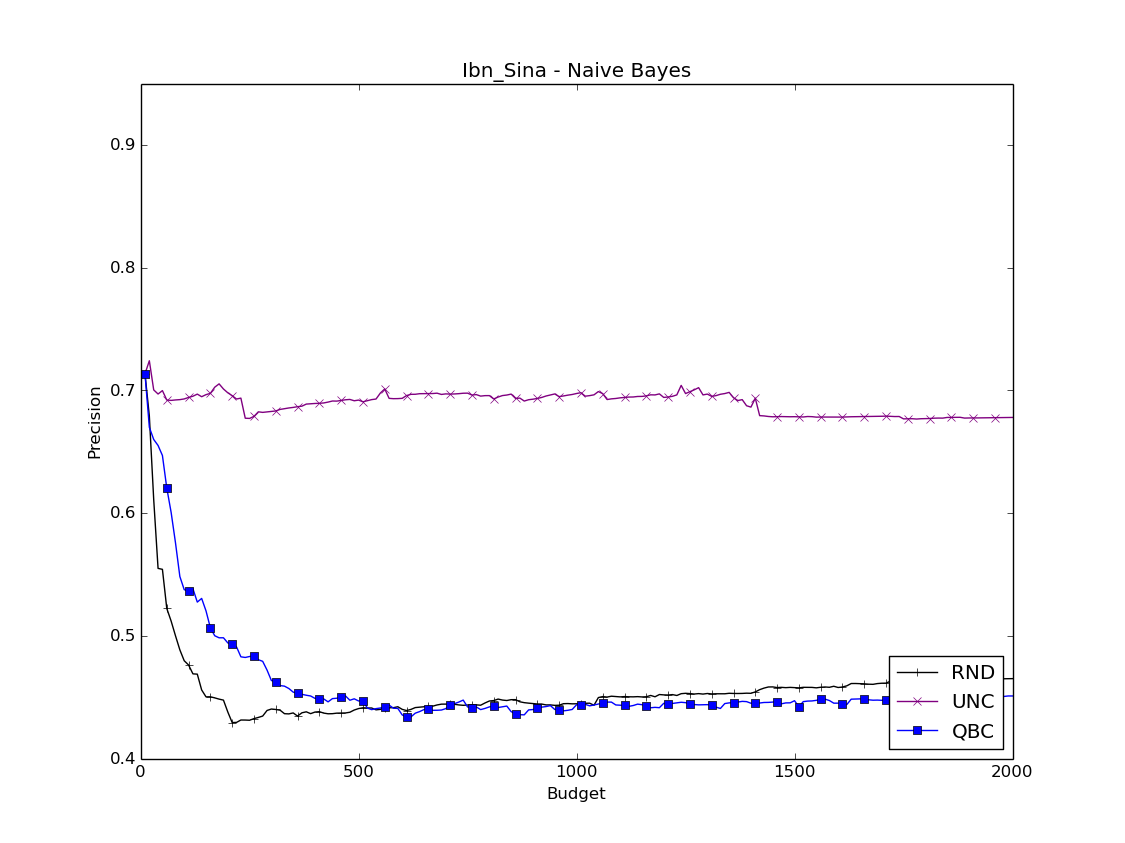 Ibn_Sina - Naive Bayes
0.9
0.8
0.7
0.6
0.5
0.4
Precision
0 500 1000 1500 2000
Budget
RND
UNC
QBC